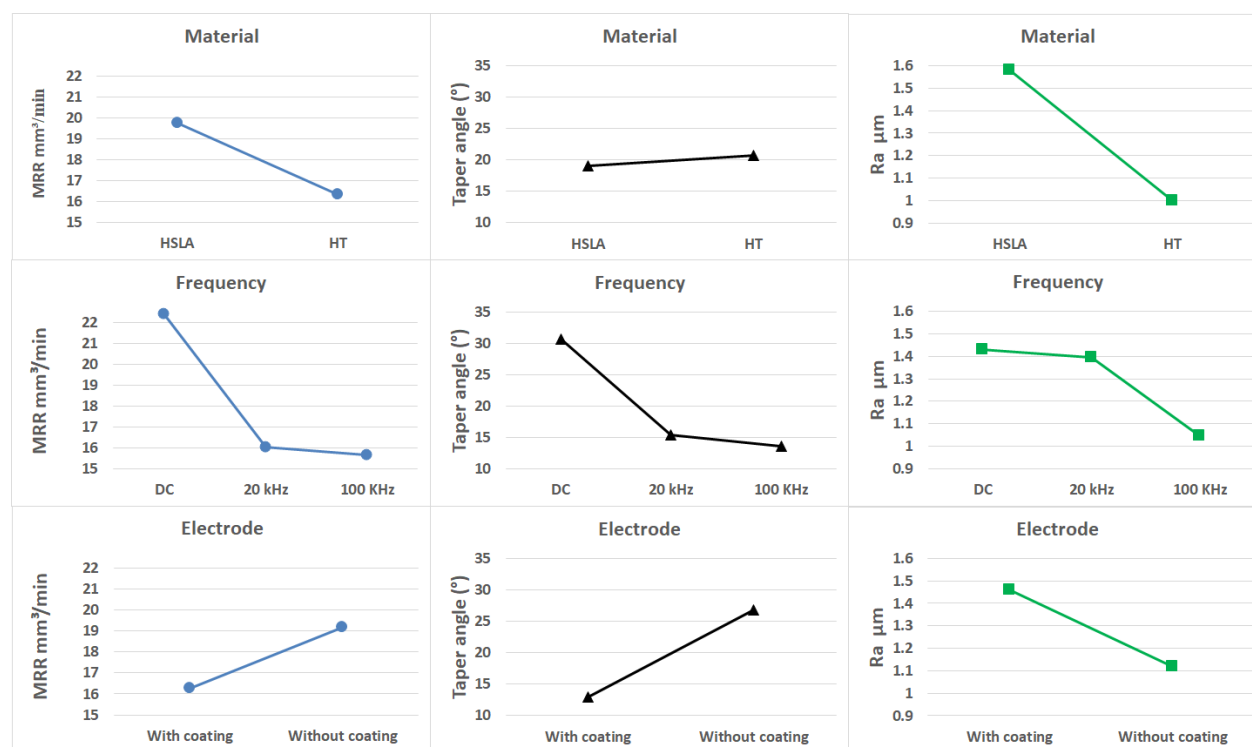 Material
MRR mm³/min
22
21
20
19
18
17
16
15
HSLA HT
Material
Taper angle (°)
35
30
25
20
15
10
HSLA HT
Material
Ra µm
1.6
1.5
1.4
1.3
1.2
1.1
1
0.9
HSLA HT
Frequency
MRR mm³/min
22
21
20
19
18
17
16
15
DC 20 kHz 100 KHz
Frequency
Taper angle (°)
35
30
25
20
15
10
DC 20 kHz 100 KHz
Frequency
Ra µm
1.6
1.5
1.4
1.3
1.2
1.1
1
0.9
DC 20 kHz 100 KHz
Electrode
MRR mm³/min
22
21
20
19
18
17
16
15
With coating Without coating
Electrode
Taper angle (°)
35
30
25
20
15
10
With coating Without coating
Electrode
Ra µm
1.6
1.5
1.4
1.3
1.2
1.1
1
0.9
With coating Without coating